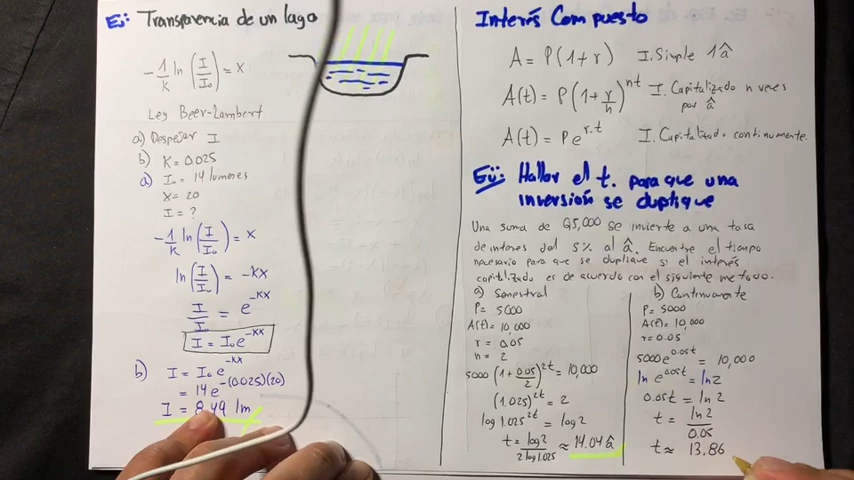 Ej: Transparencia de un lago
-1/k ln(I/I₀) = x
Ley Beer-Lambert
a) Despejar I
b) K = 0.025
a) I₀ = 14 lumenes
x = 20
I = ?
-1/k ln(I/I₀) = x
ln(I/I₀) = -kx
I/I₀ = e^-kx
I = I₀e^-kx
b) I = I₀e^-kx
= 14e^-(0.025)(20)
I = 8.49 lm
Interés Compuesto
A = P(1+r) I. Simple 1 â
A(t) = P(1+r/n)^nt I. Capitalizado n veces
por â
A(t) = Pe^r.t I. Capitalizado continuamente.
Ej: Hallar el t. para que una
inversión se duplique
Una suma de Q5,000 se invierte a una tasa
de interes del 5% al â. Encuentre el tiempo
necesario para que se duplique si el interés
capitalizado es de acuerdo con el siguiente metodo.
a) Semestral
P = 5000
A(t) = 10,000
r = 0.05
n = 2
5000(1+0.05/2)^2t = 10,000
(1.025)^2t = 2
log 1.025^2t = log 2
t = log 2/2 log 1.025 ≈ 14.04 â
b) Continuamente
P = 5000
A(t) = 10,000
r = 0.05
5000e^0.05t = 10,000
ln e^0.05t = ln 2
0.05t = ln 2
t = ln 2/0.05
t ≈ 13.86